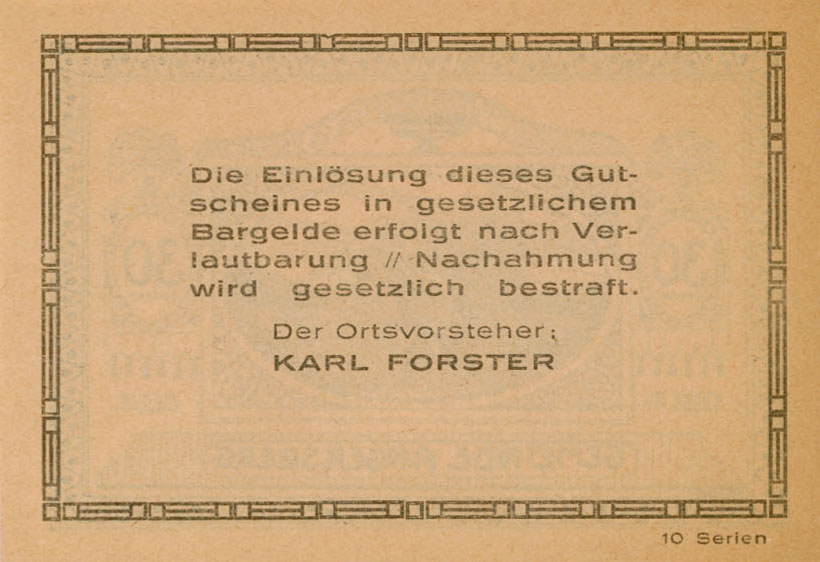 Die Einlösung dieses Gut-
scheines in gesetzlichem
Bargelde erfolgt nach Ver-
lautbarung // Nachahmung
wird gesetzlich bestraft.
Der Ortsvorsteher:
KARL FORSTER
10 Serien